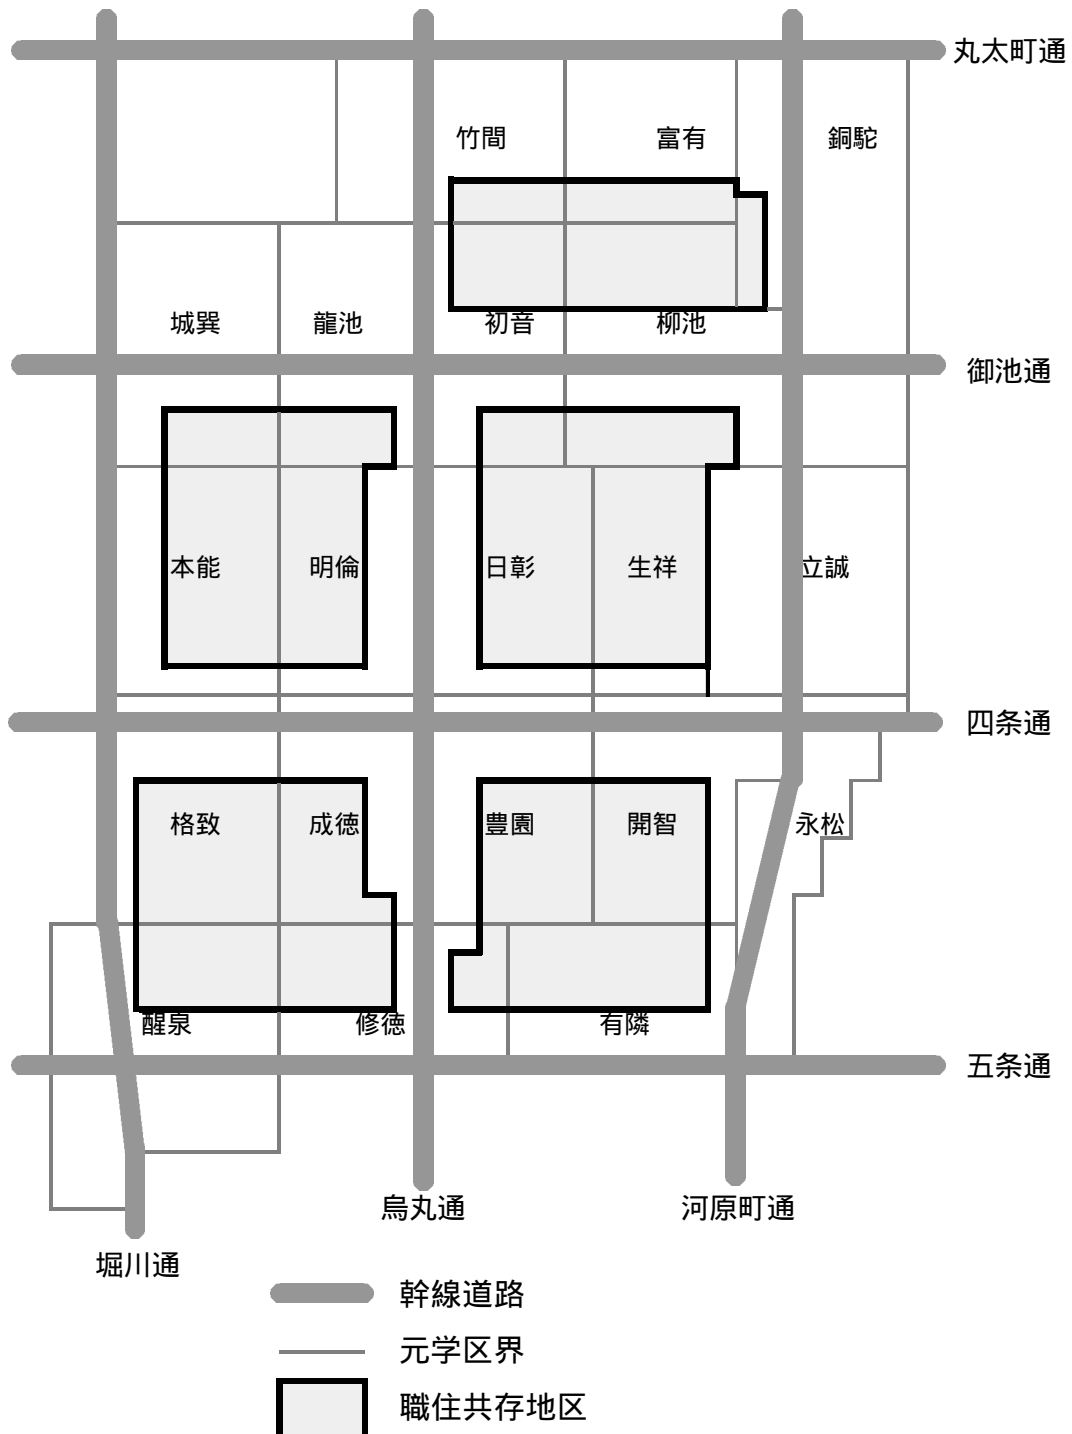 丸太町通
竹間
富有
銅駝
城巽
龍池
初音
柳池
御池通
本能
明倫
日彰
生祥
立誠
四条通
格致
成徳
豊園
開智
永松
醒泉
修徳
有隣
五条通
烏丸通
河原町通
堀川通
幹線道路
元学区界
職住共存地区